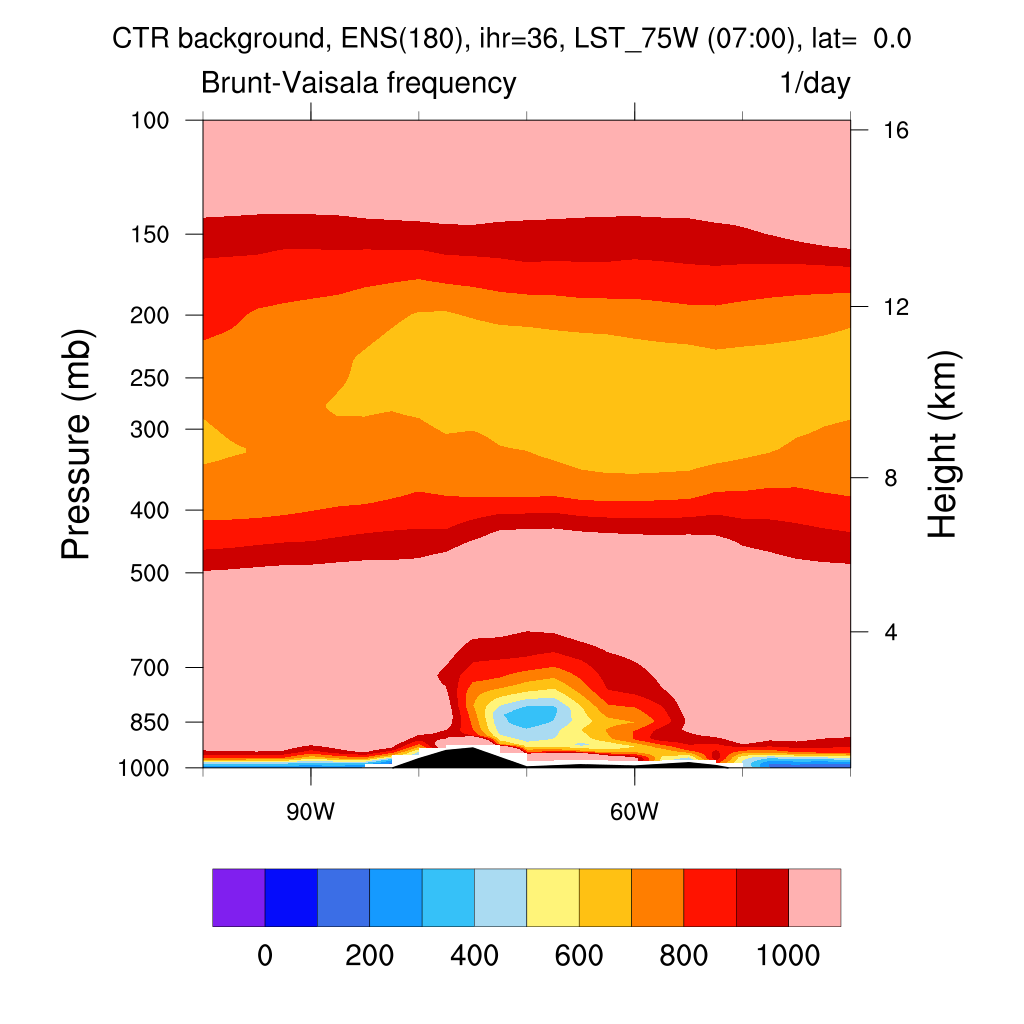 CTR background, ENS(180), ihr=36, LST_75W (07:00), lat=  0.0
Brunt-Vaisala frequency 1/day
100
150
200
250
300
400
500
700
850
1000
Pressure (mb)
16
12
8
4
Height (km)
90W 60W
0 200 400 600 800 1000